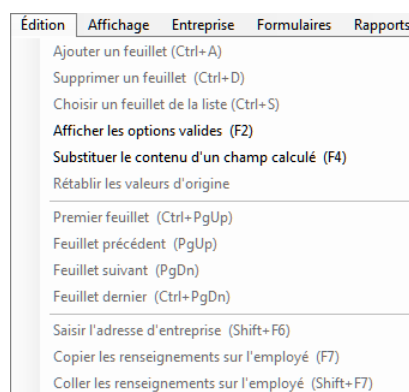 Édition Affichage Entreprise Formulaires Rapports
Ajouter un feuillet (Ctrl+A)
Supprimer un feuillet (Ctrl+D)
Choisir un feuillet de la liste (Ctrl+S)
Afficher les options valides (F2)
Substituer le contenu d'un champ calculé (F4)
Rétablir les valeurs d'origine
Premier feuillet (Ctrl+PgUp)
Feuillet précédent (PgUp)
Feuillet suivant (PgDn)
Feuillet dernier (Ctrl+PgDn)
Saisir l'adresse d'entreprise (Shift+F6)
Copier les renseignements sur l'employé (F7)
Coller les renseignements sur l'employé (Shift+F7)